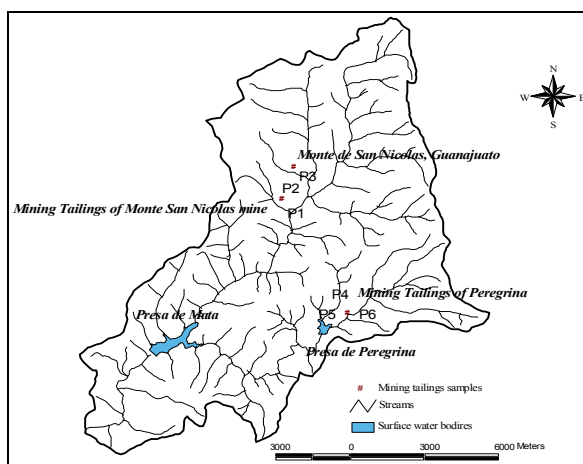 N
W
E
S
Monte de San Nicolas, Guanajuato
P3
P2
Mining Tailings of Monte San Nicolas mine
P1
P4
Mining Tailings of Peregrina
Presa de Mata
P5
P6
Presa de Peregrina
# Mining tailings samples
Streams
Surface water bodires
3000 0 3000 6000 Meters